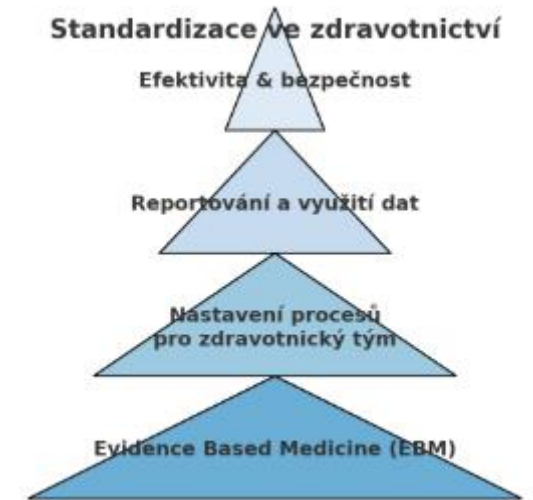 Standardizace ve zdravotnictví
Efektivita & bezpečnost
Reportování a využití dat
Nastavení procesů
pro zdravotnický tým
Evidence Based Medicine (EBM)